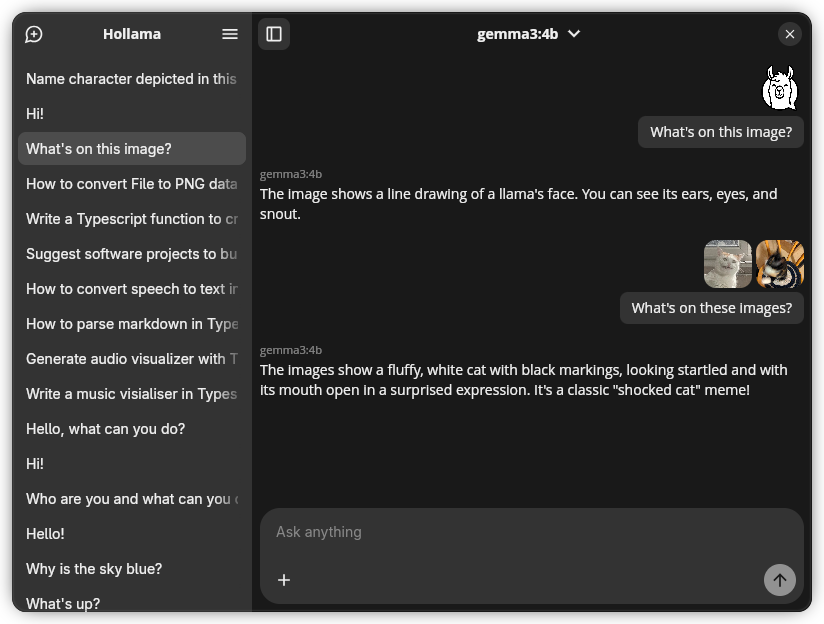 Hollama
Name character depicted in this
Hi!
What's on this image?
How to convert File to PNG data
Write a Typescript function to cr
Suggest software projects to bu
How to convert speech to text in
How to parse markdown in Type
Generate audio visualizer with T
Write a music visialiser in Types
Hello, what can you do?
Hi!
Who are you and what can you
Hello!
Why is the sky blue?
What's up?
gemma3:4b
What's on this image?
gemma3:4b
The image shows a line drawing of a llama's face. You can see its ears, eyes, and
snout.
What's on these images?
gemma3:4b
The images show a fluffy, white cat with black markings, looking startled and with
its mouth open in a surprised expression. It's a classic "shocked cat" meme!
Ask anything